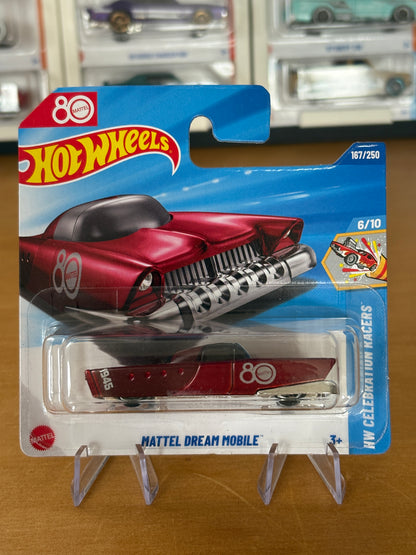 80 MATTEL
HOT WHEELS
167/250
6/10
80
HW CELEBRATION RACERS
1945
80
MATTEL
MATTEL DREAM MOBILE
3+